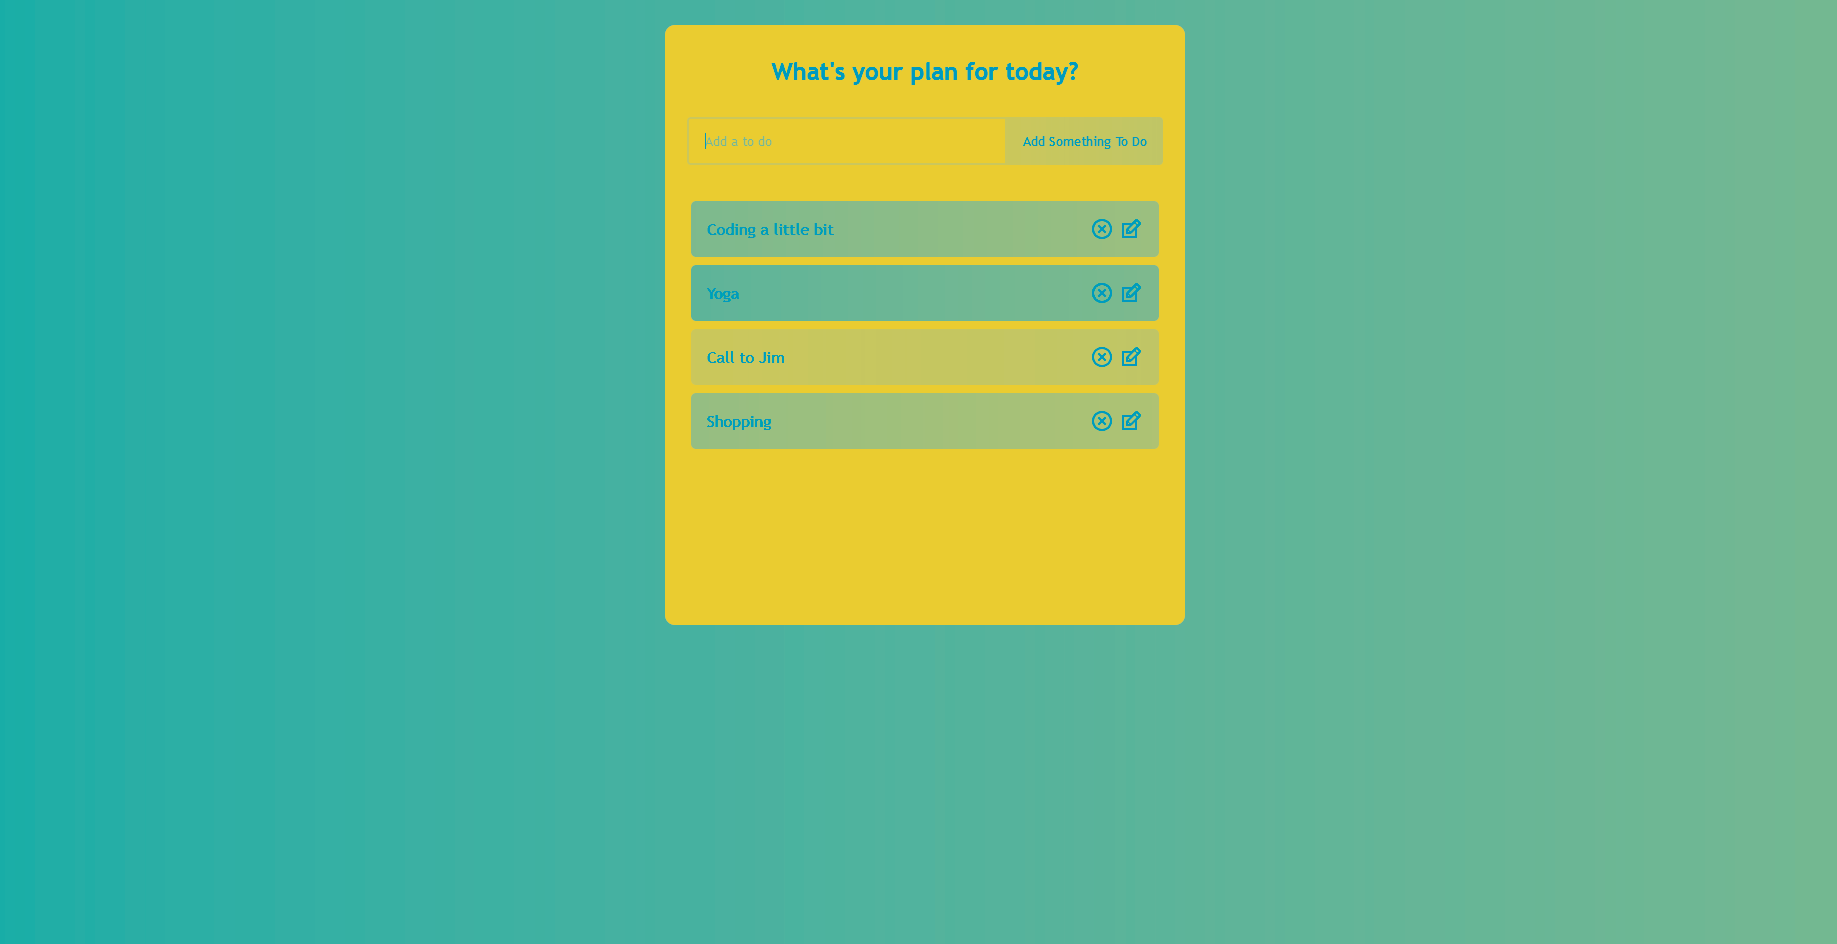 What's your plan for today?
Add a to do
Add Something To Do
Coding a little bit
Yoga
Call to Jim
Shopping